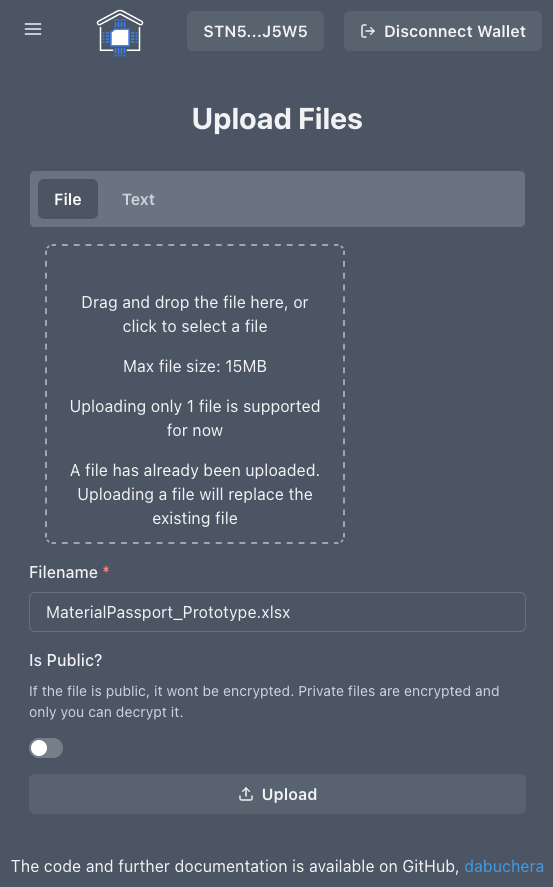 STN5...J5W5
Disconnect Wallet
Upload Files
File
Text
Drag and drop the file here, or
click to select a file
Max file size: 15MB
Uploading only 1 file is supported
for now
A file has already been uploaded.
Uploading a file will replace the
existing file
Filename *
MaterialPassport_Prototype.xlsx
Is Public?
If the file is public, it wont be encrypted. Private files are encrypted and
only you can decrypt it.
Upload
The code and further documentation is available on GitHub, dabuchera